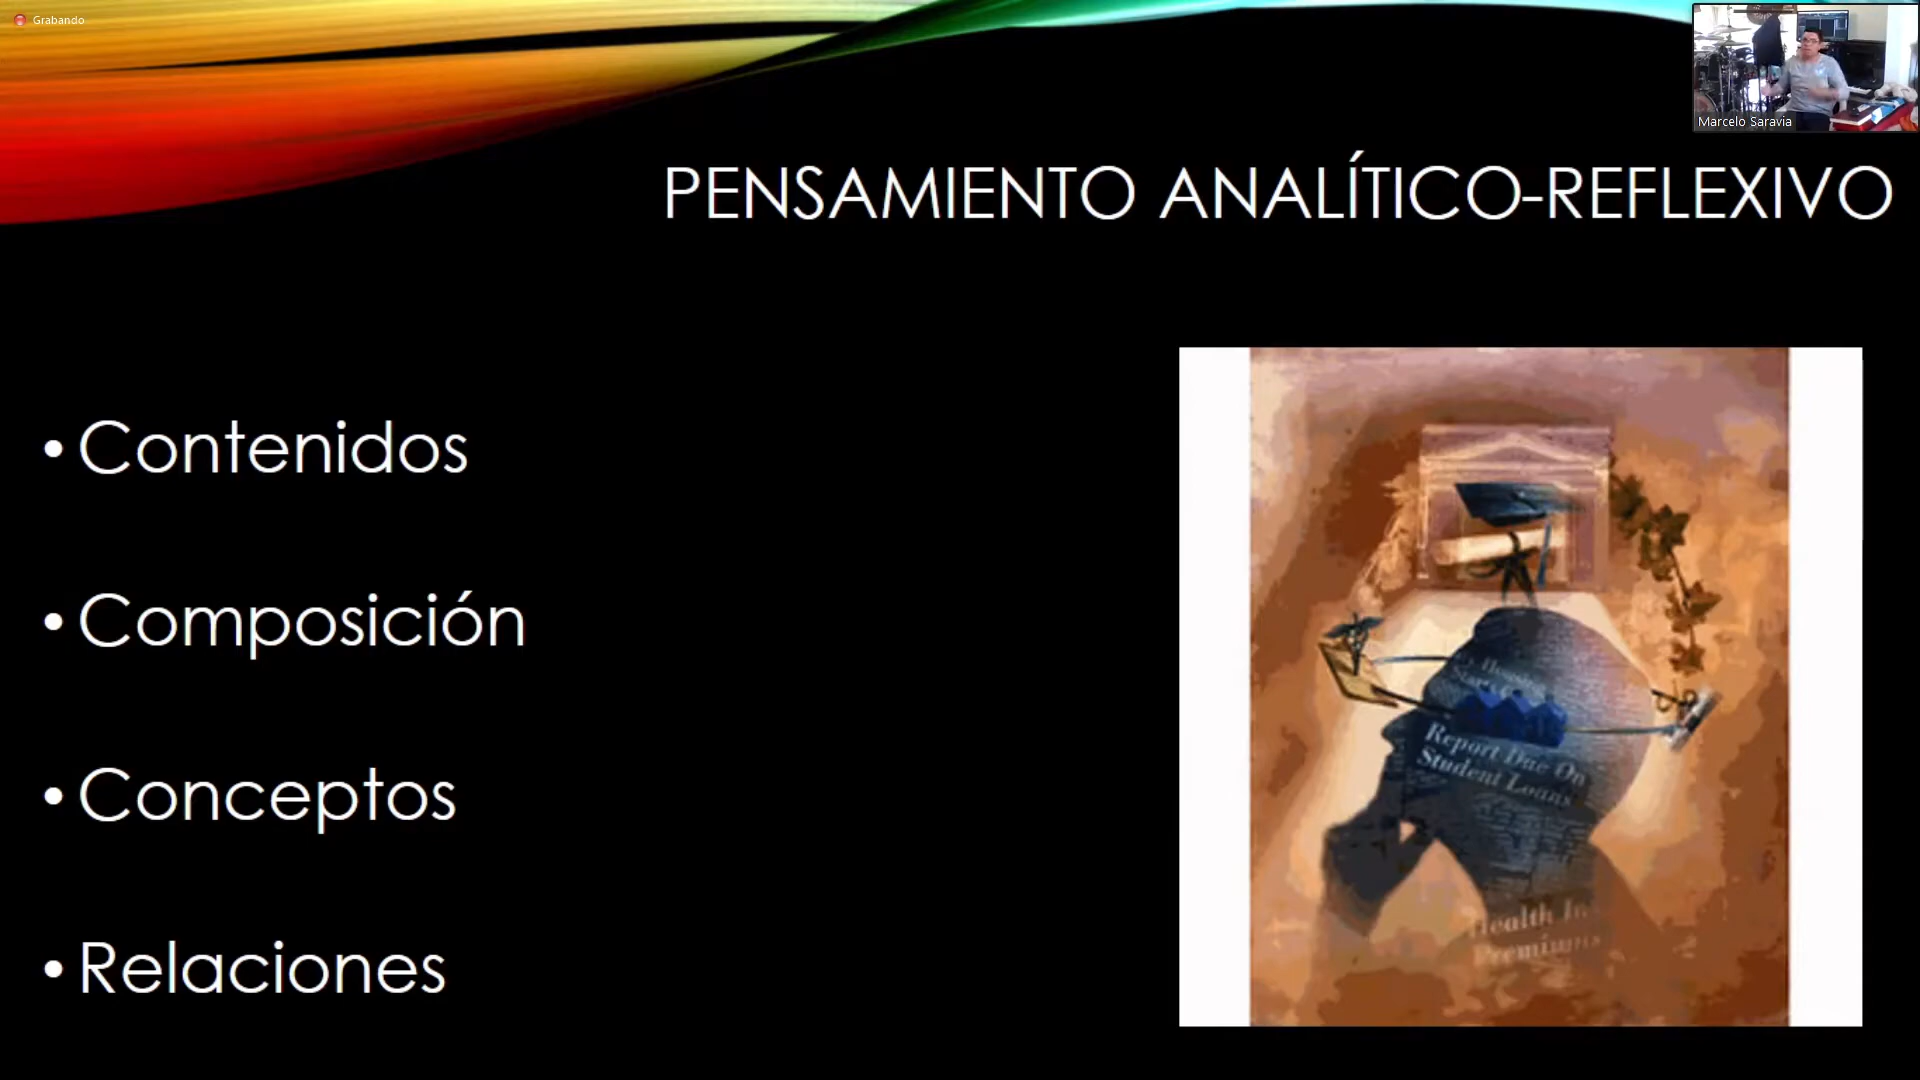 Grabando
Marcelo Saravia
PENSAMIENTO ANALÍTICO-REFLEXIVO
• Contenidos
• Composición
• Conceptos
• Relaciones
Report Due On
Student Loans
Health In
Premiums